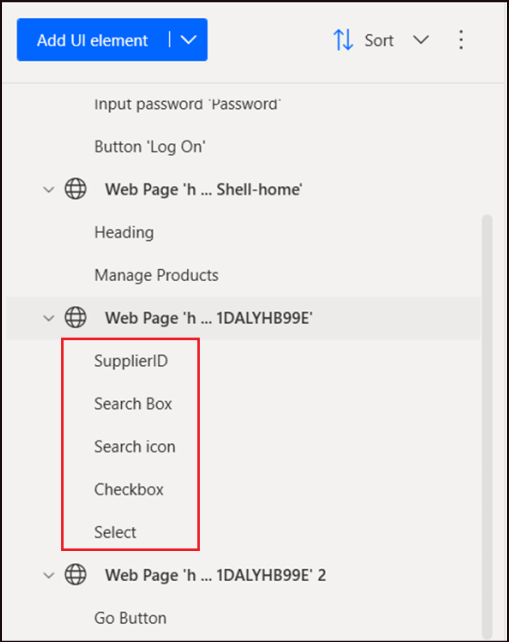 Add UI element
Sort
Input password 'Password'
Button 'Log On'
Web Page 'h ... Shell-home'
Heading
Manage Products
Web Page 'h ... 1DALYHB99E'
SupplierID
Search Box
Search icon
Checkbox
Select
Web Page 'h ... 1DALYHB99E' 2
Go Button